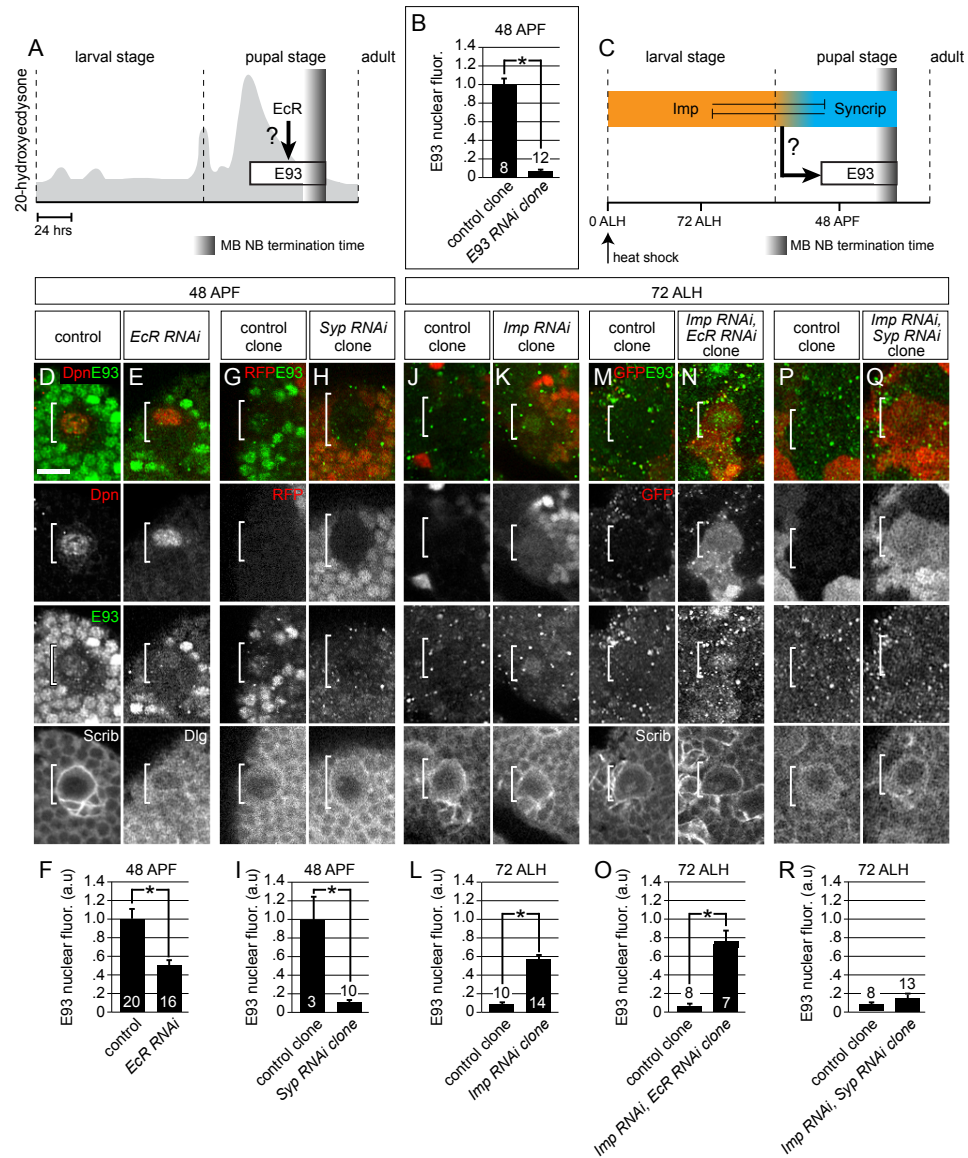 A
larval stage
pupal stage
adult
20-hydroxyecdysone
EcR
?
E93
24 hrs
MB NB termination time
B
48 APF
E93 nuclear fluor.
1.4
1.2
1.0
.8
.6
.4
.2
0
*
8
12
control clone
E93 RNAi clone
C
larval stage
pupal stage
adult
Imp
Syncrip
?
E93
0 ALH
72 ALH
48 APF
heat shock
MB NB termination time
48 APF
72 ALH
control
EcR RNAi
control
clone
Syp RNAi
clone
control
clone
Imp RNAi
clone
control
clone
Imp RNAi,
EcR RNAi
clone
control
clone
Imp RNAi,
Syp RNAi
clone
D
DpnE93
E
G
RFPE93
H
J
K
M
GFPE93
N
P
Q
Dpn
RFP
GFP
E93
Scrib
Dlg
Scrib
F
48 APF
E93 nuclear fluor. (a.u)
1.4
1.2
1.0
.8
.6
.4
.2
0
*
20
16
control
EcR RNAi
I
48 APF
E93 nuclear fluor. (a.u)
1.4
1.2
1.0
.8
.6
.4
.2
0
*
3
10
control clone
Syp RNAi clone
L
72 ALH
E93 nuclear fluor. (a.u)
1.4
1.2
1.0
.8
.6
.4
.2
0
*
10
14
control clone
Imp RNAi clone
O
72 ALH
E93 nuclear fluor. (a.u)
1.4
1.2
1.0
.8
.6
.4
.2
0
*
8
7
control clone
Imp RNAi, EcR RNAi clone
R
72 ALH
E93 nuclear fluor. (a.u)
1.4
1.2
1.0
.8
.6
.4
.2
0
8
13
control clone
Imp RNAi, Syp RNAi clone